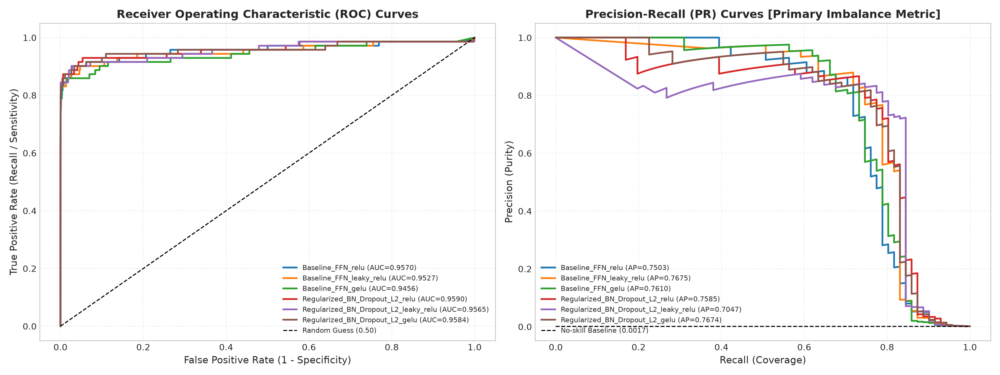 Receiver Operating Characteristic (ROC) Curves
True Positive Rate (Recall / Sensitivity)
1.0
0.8
0.6
0.4
0.2
0.0
Baseline_FFN_relu (AUC=0.9570)
Baseline_FFN_leaky_relu (AUC=0.9527)
Baseline_FFN_gelu (AUC=0.9456)
Regularized_BN_Dropout_L2_relu (AUC=0.9590)
Regularized_BN_Dropout_L2_leaky_relu (AUC=0.9565)
Regularized_BN_Dropout_L2_gelu (AUC=0.9584)
Random Guess (0.50)
0.0 0.2 0.4 0.6 0.8 1.0
False Positive Rate (1 - Specificity)
Precision-Recall (PR) Curves [Primary Imbalance Metric]
Precision (Purity)
1.0
0.8
0.6
0.4
0.2
0.0
Baseline_FFN_relu (AP=0.7503)
Baseline_FFN_leaky_relu (AP=0.7675)
Baseline_FFN_gelu (AP=0.7610)
Regularized_BN_Dropout_L2_relu (AP=0.7585)
Regularized_BN_Dropout_L2_leaky_relu (AP=0.7047)
Regularized_BN_Dropout_L2_gelu (AP=0.7674)
No-skill Baseline (0.0017)
0.0 0.2 0.4 0.6 0.8 1.0
Recall (Coverage)